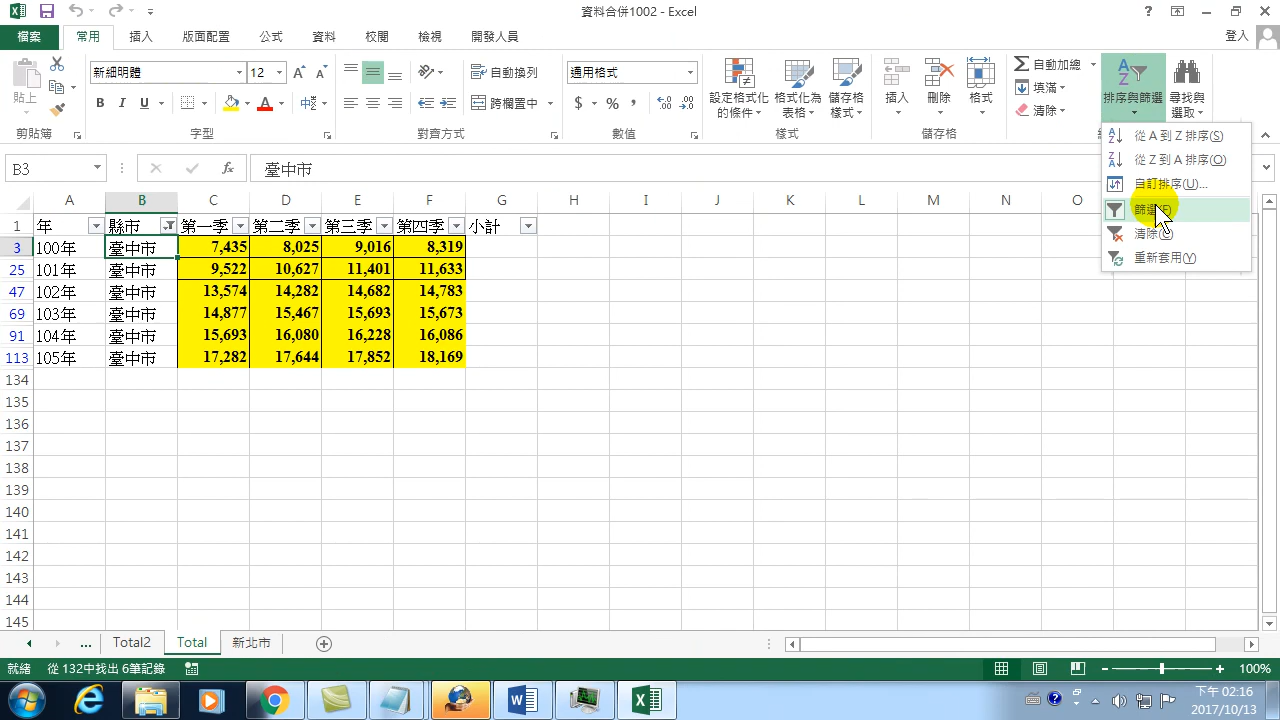 資料合併1002 - Excel
檔案 常用 插入 版面配置 公式 資料 校閱 檢視 開發人員 登入
貼上 新細明體 12 自動換列 通用格式 設定格式化的條件 格式化為表格 儲存格樣式 插入 刪除 格式 自動加總 填滿 清除 排序與篩選 尋找與選取
B I U A 中 跨欄置中 $ % ,
剪貼簿 字型 對齊方式 數值 樣式 儲存格
從 A 到 Z 排序(S)
從 Z 到 A 排序(O)
自訂排序(U)...
篩選(F)
清除(C)
重新套用(Y)
B3 fx 臺中市
A B C D E F G H I J K L M N O
1 年 縣市 第一季 第二季 第三季 第四季 小計
3 100年 臺中市 7,435 8,025 9,016 8,319
25 101年 臺中市 9,522 10,627 11,401 11,633
47 102年 臺中市 13,574 14,282 14,682 14,783
69 103年 臺中市 14,877 15,467 15,693 15,673
91 104年 臺中市 15,693 16,080 16,228 16,086
113 105年 臺中市 17,282 17,644 17,852 18,169
134
135
136
137
138
139
140
141
142
143
144
145
... Total2 Total 新北市
就緒 從 132中找出 6筆記錄 100%
下午 02:16
2017/10/13